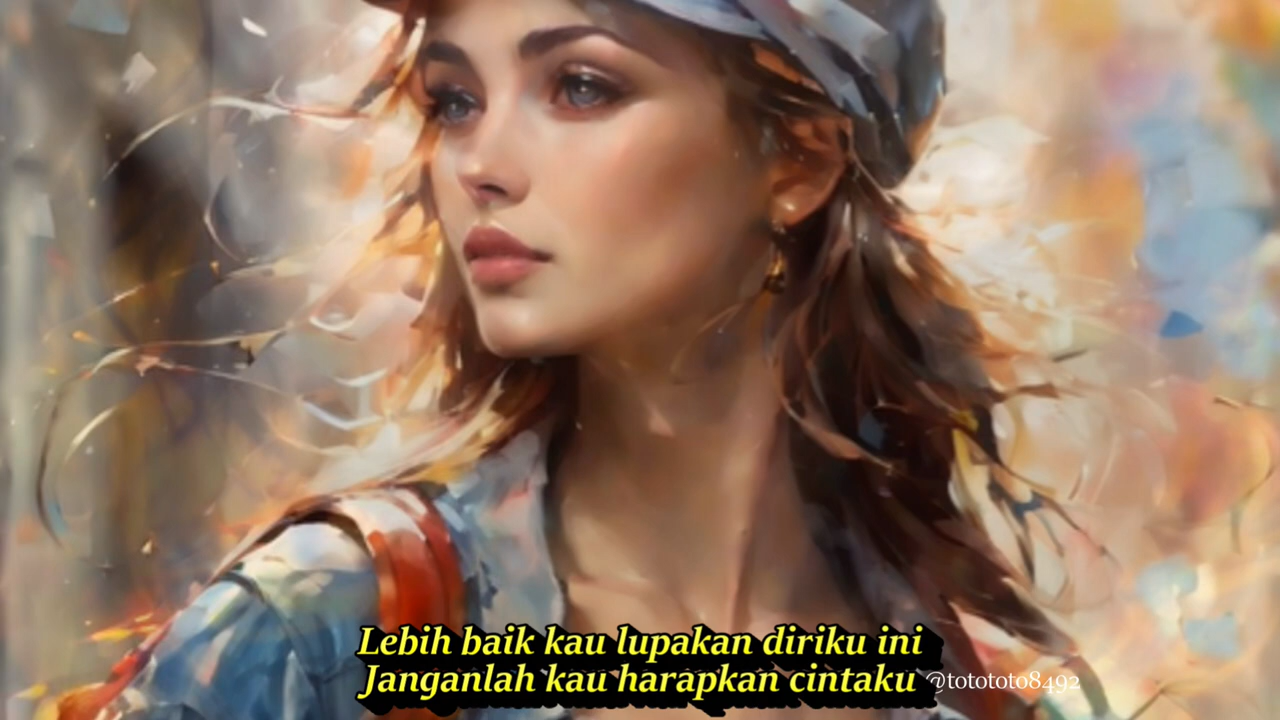 Lebih baik kau lupakan diriku ini
Janganlah kau harapkan cintaku
@totototo8492